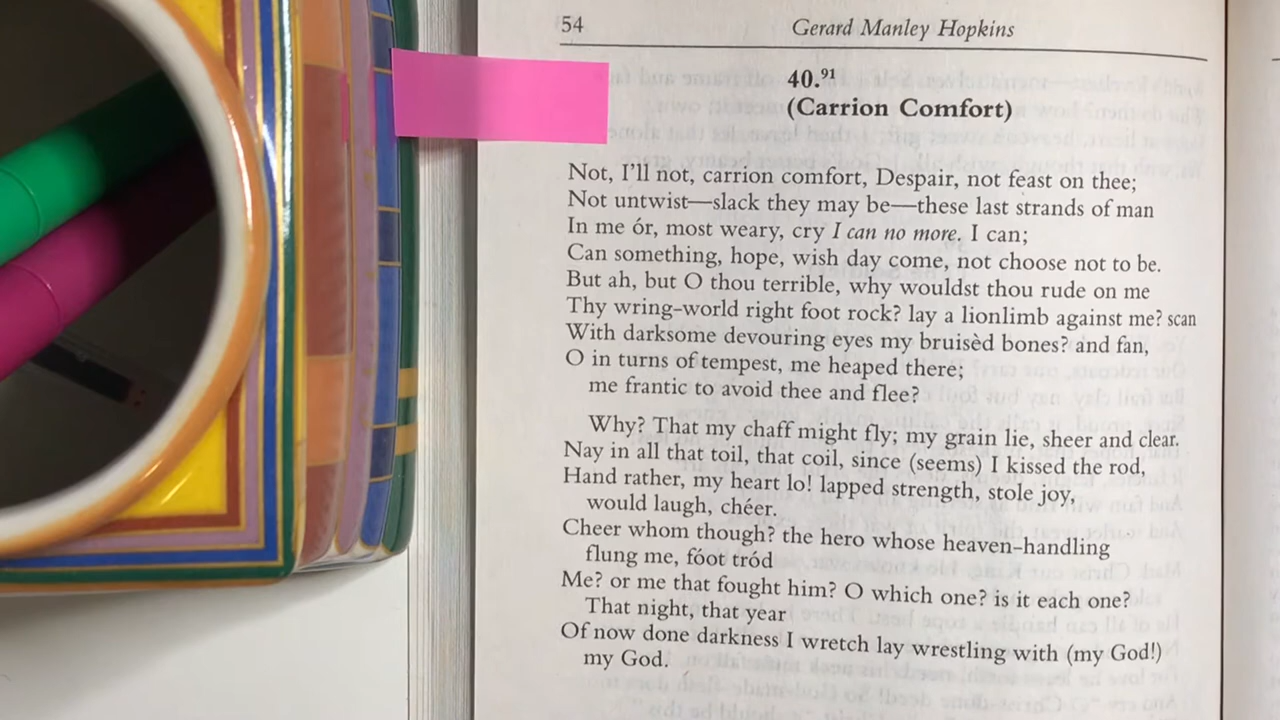 54 Gerard Manley Hopkins
40.⁹¹
(Carrion Comfort)
Not, I'll not, carrion comfort, Despair, not feast on thee;
Not untwist—slack they may be—these last strands of man
In me ór, most weary, cry I can no more. I can;
Can something, hope, wish day come, not choose not to be.
But ah, but O thou terrible, why wouldst thou rude on me
Thy wring-world right foot rock? lay a lionlimb against me? scan
With darksome devouring eyes my bruisèd bones? and fan,
O in turns of tempest, me heaped there;
me frantic to avoid thee and flee?
Why? That my chaff might fly; my grain lie, sheer and clear.
Nay in all that toil, that coil, since (seems) I kissed the rod,
Hand rather, my heart lo! lapped strength, stole joy,
would laugh, chéer.
Cheer whom though? the hero whose heaven-handling
flung me, fóot tród
Me? or me that fought him? O which one? is it each one?
That night, that year
Of now done darkness I wretch lay wrestling with (my God!)
my God.